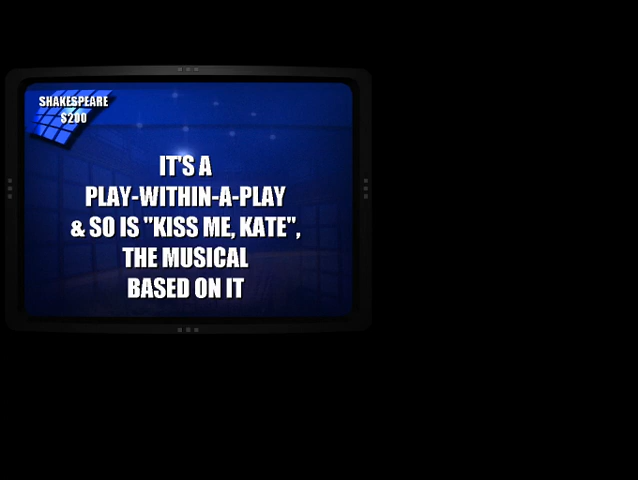 SHAKESPEARE
$200
IT'S A
PLAY-WITHIN-A-PLAY
& SO IS "KISS ME, KATE",
THE MUSICAL
BASED ON IT